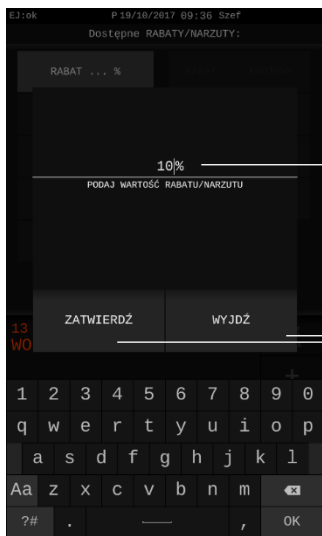 EJ:ok P 19/10/2017 09:36 Szef
Dostępne RABATY/NARZUTY:
RABAT ... %
10%
PODAJ WARTOŚĆ RABATU/NARZUTU
ZATWIERDŹ WYJDŹ
13
WO
+
1 2 3 4 5 6 7 8 9 0
q w e r t y u i o p
a s d f g h j k l
Aa z x c v b n m
?# . , OK